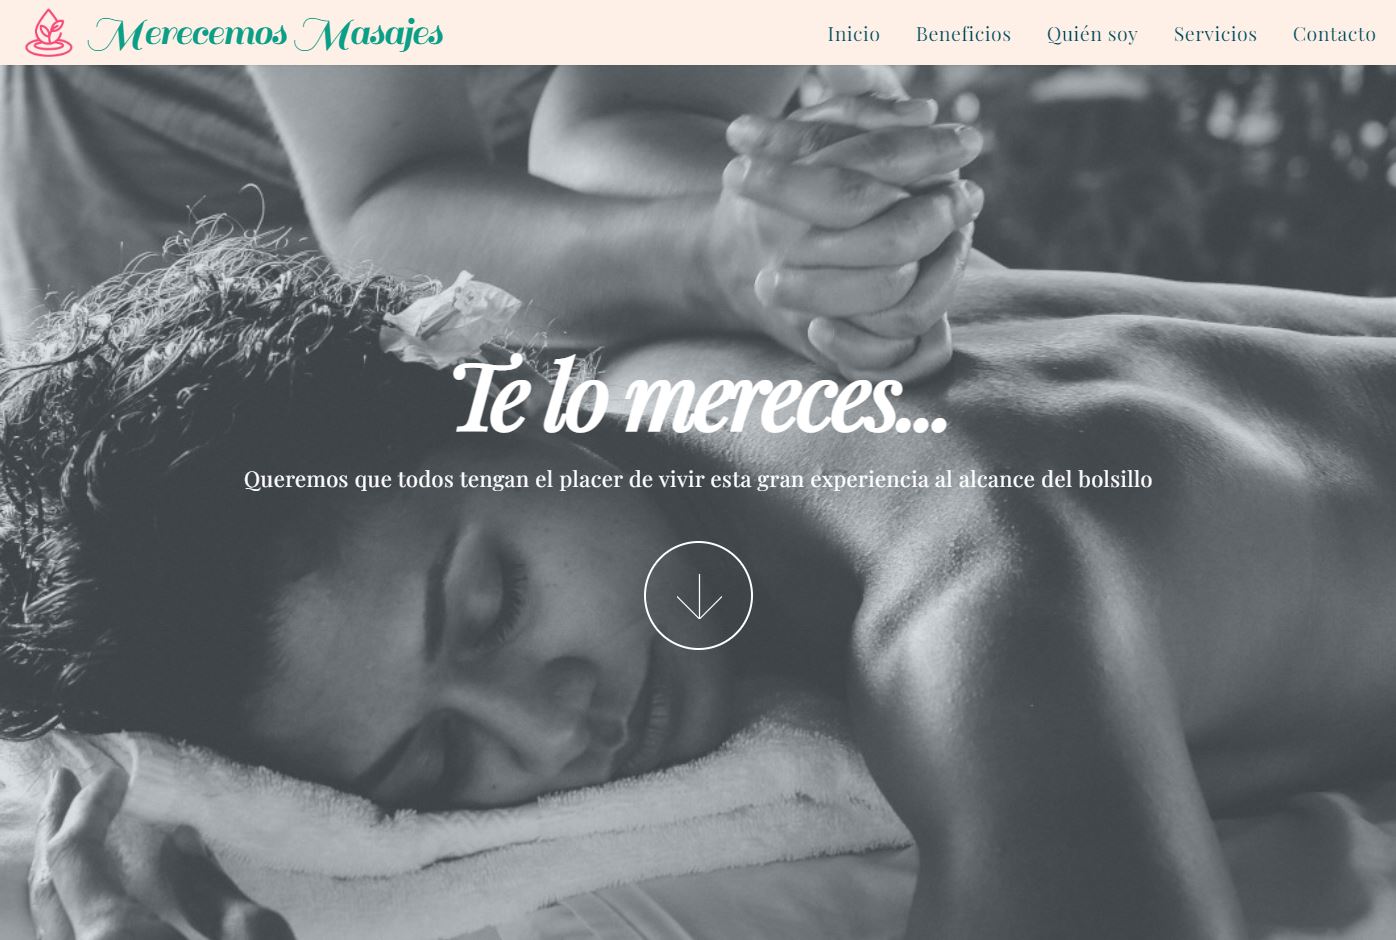 Merecemos Masajes
Inicio Beneficios Quién soy Servicios Contacto
Te lo mereces...
Queremos que todos tengan el placer de vivir esta gran experiencia al alcance del bolsillo